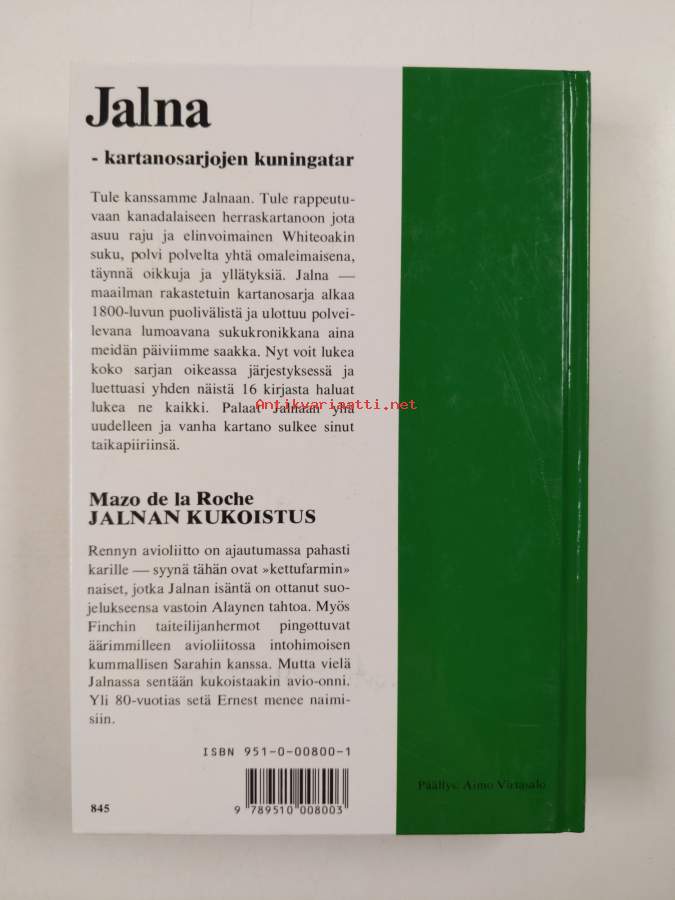 Jalna
- kartanosarjojen kuningatar
Tule kanssamme Jalnaan. Tule rappeutu-
vaan kanadalaiseen herraskartanoon jota
asuu raju ja elinvoimainen Whiteoakin
suku, polvi polvelta yhtä omaleimaisena,
täynnä oikkuja ja yllätyksiä. Jalna —
maailman rakastetuin kartanosarja alkaa
1800-luvun puolivälistä ja ulottuu polvei-
levana lumoavana sukukronikkana aina
meidän päiviimme saakka. Nyt voit lukea
koko sarjan oikeassa järjestyksessä ja
luettuasi yhden näistä 16 kirjasta haluat
lukea ne kaikki. Palaat Jalnaan yhä
Antikvariaatti.net
uudelleen ja vanha kartano sulkee sinut
taikapiiriinsä.
Mazo de la Roche
JALNAN KUKOISTUS
Rennyn avioliitto on ajautumassa pahasti
karille — syynä tähän ovat »kettufarmin»
naiset, jotka Jalnan isäntä on ottanut suo-
jelukseensa vastoin Alaynen tahtoa. Myös
Finchin taiteilijanhermot pingottuvat
äärimmilleen avioliitossa intohimoisen
kummallisen Sarahin kanssa. Mutta vielä
Jalnassa sentään kukoistaakin avio-onni.
Yli 80-vuotias setä Ernest menee naimi-
siin.
ISBN 951-0-00800-1
845
9 789510 008003
Päällys: Aimo Virtasalo